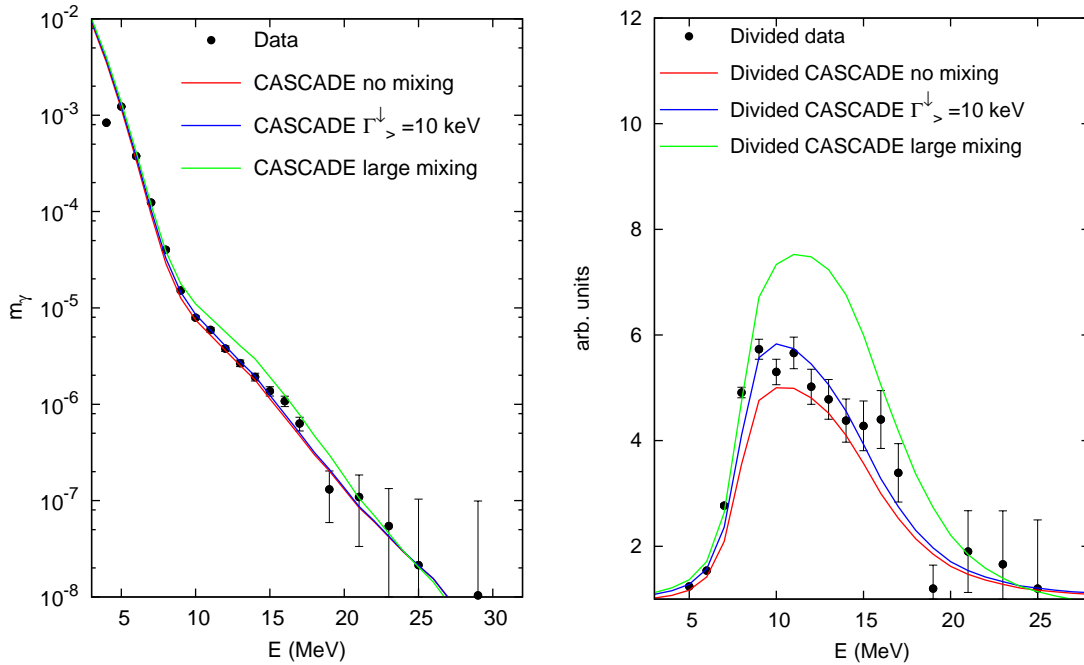 10⁻²
10⁻³
10⁻⁴
10⁻⁵
10⁻⁶
10⁻⁷
10⁻⁸
mγ
5 10 15 20 25 30
E (MeV)
Data
CASCADE no mixing
CASCADE Γ↓> =10 keV
CASCADE large mixing
12
10
8
6
4
2
arb. units
5 10 15 20 25
E (MeV)
Divided data
Divided CASCADE no mixing
Divided CASCADE Γ↓> =10 keV
Divided CASCADE large mixing